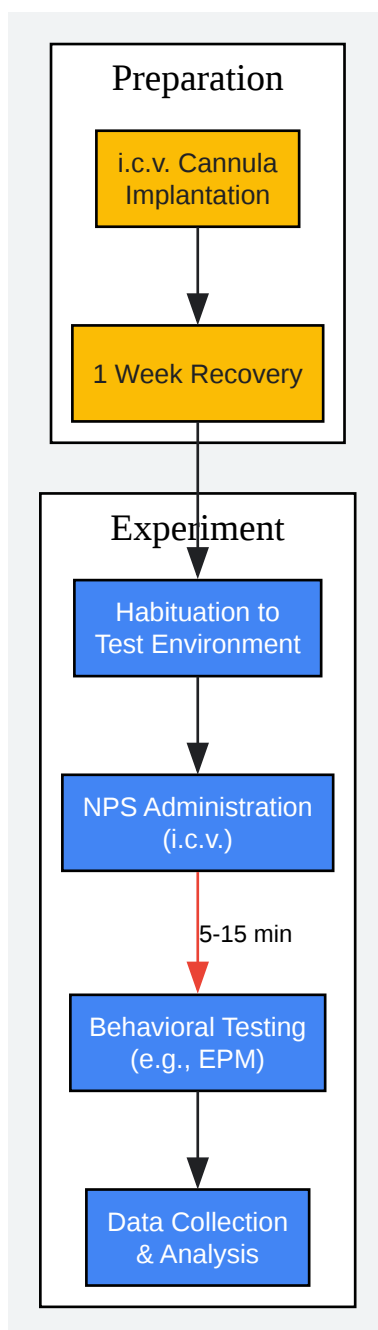 Preparation
i.c.v. Cannula
Implantation
1 Week Recovery
Experiment
Habituation to
Test Environment
NPS Administration
(i.c.v.)
5-15 min
Behavioral Testing
(e.g., EPM)
Data Collection
& Analysis